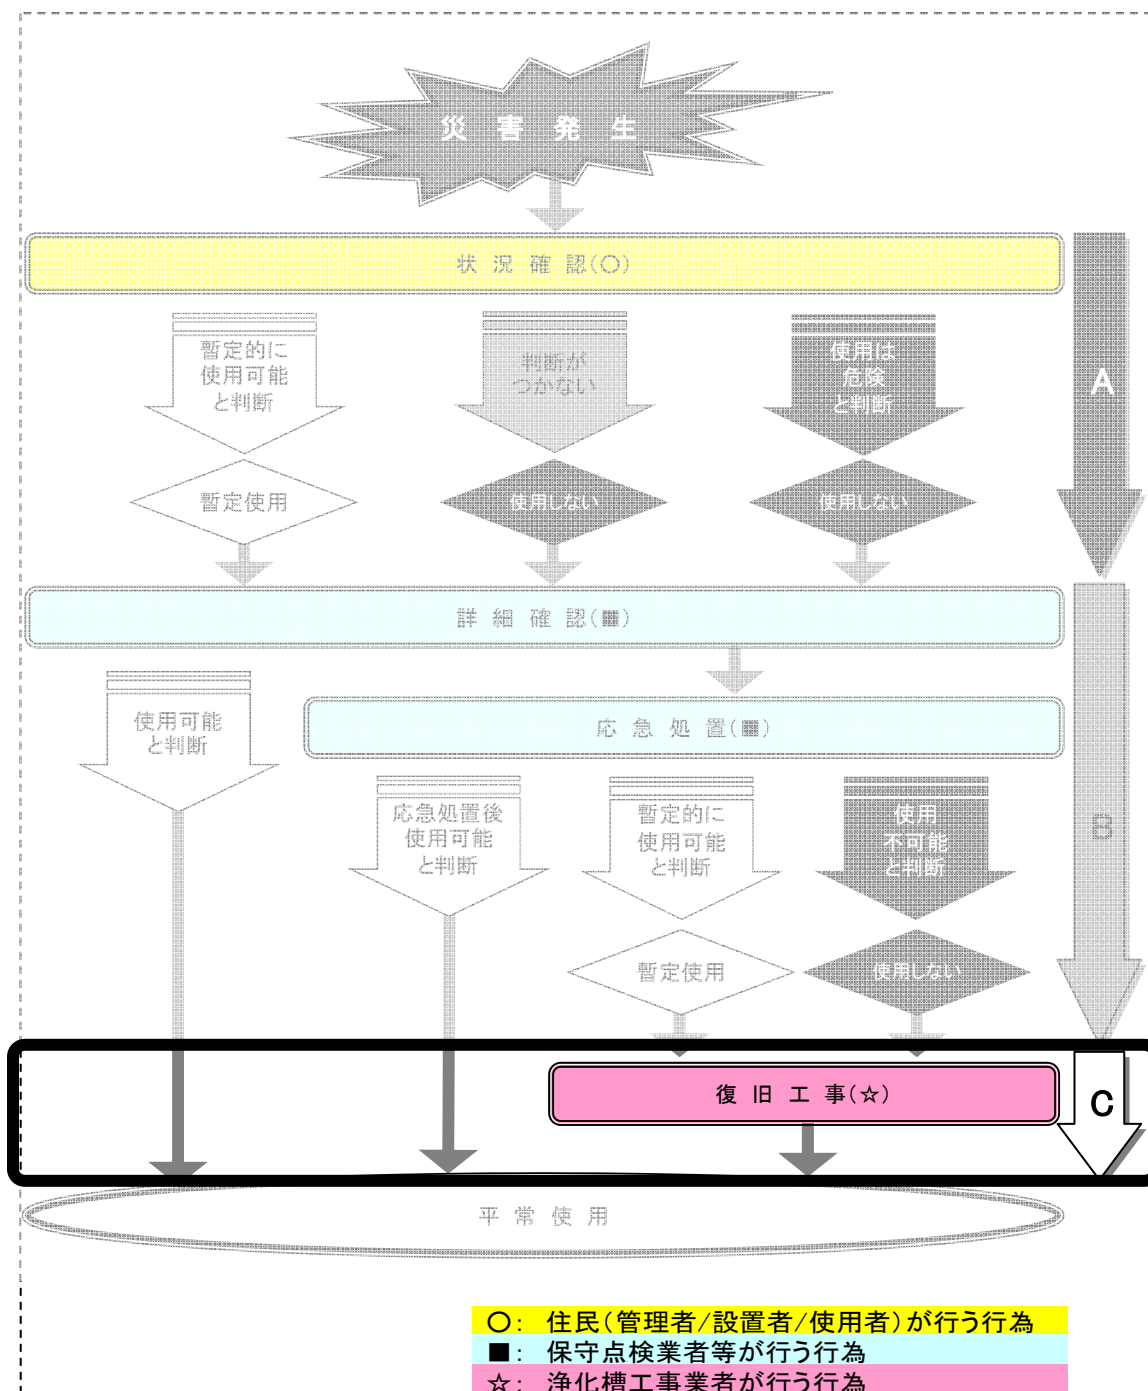 災 害 発 生
状 況 確 認(○)
A
暫定的に
使用可能
と判断
判断が
つかない
使用は
危険
と判断
暫定使用
使用しない
使用しない
詳 細 確 認(■)
B
使用可能
と判断
応 急 処 置(■)
応急処置後
使用可能
と判断
暫定的に
使用可能
と判断
使用
不可能
と判断
暫定使用
使用しない
復 旧 工 事(☆)
C
平 常 使 用
○: 住民(管理者/設置者/使用者)が行う行為
■: 保守点検業者等が行う行為
☆: 浄化槽工事業者が行う行為